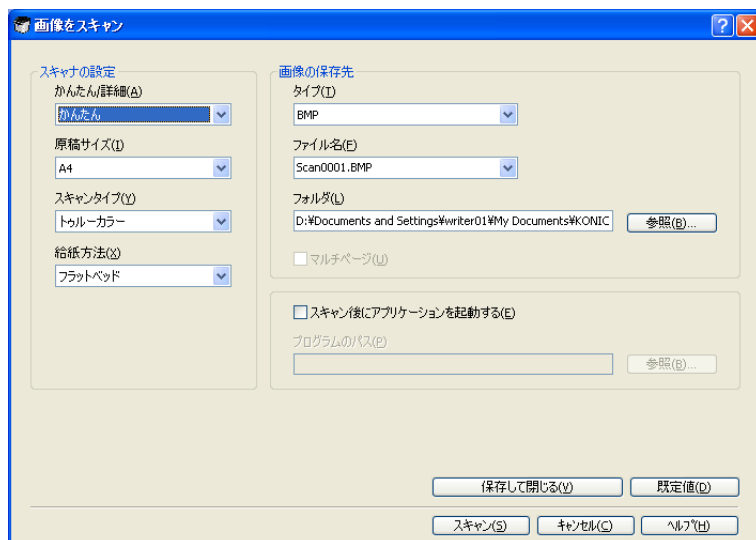 画像をスキャン
スキャナの設定
かんたん/詳細(A)
かんたん
原稿サイズ(I)
A4
スキャンタイプ(Y)
トゥルーカラー
給紙方法(X)
フラットベッド
画像の保存先
タイプ(T)
BMP
ファイル名(F)
Scan0001.BMP
フォルダ(L)
D:¥Documents and Settings¥writer01¥My Documents¥KONIC
参照(B)...
マルチページ(U)
スキャン後にアプリケーションを起動する(E)
プログラムのパス(P)
参照(B)...
保存して閉じる(V)
既定値(D)
スキャン(S)
キャンセル(C)
ヘルプ(H)